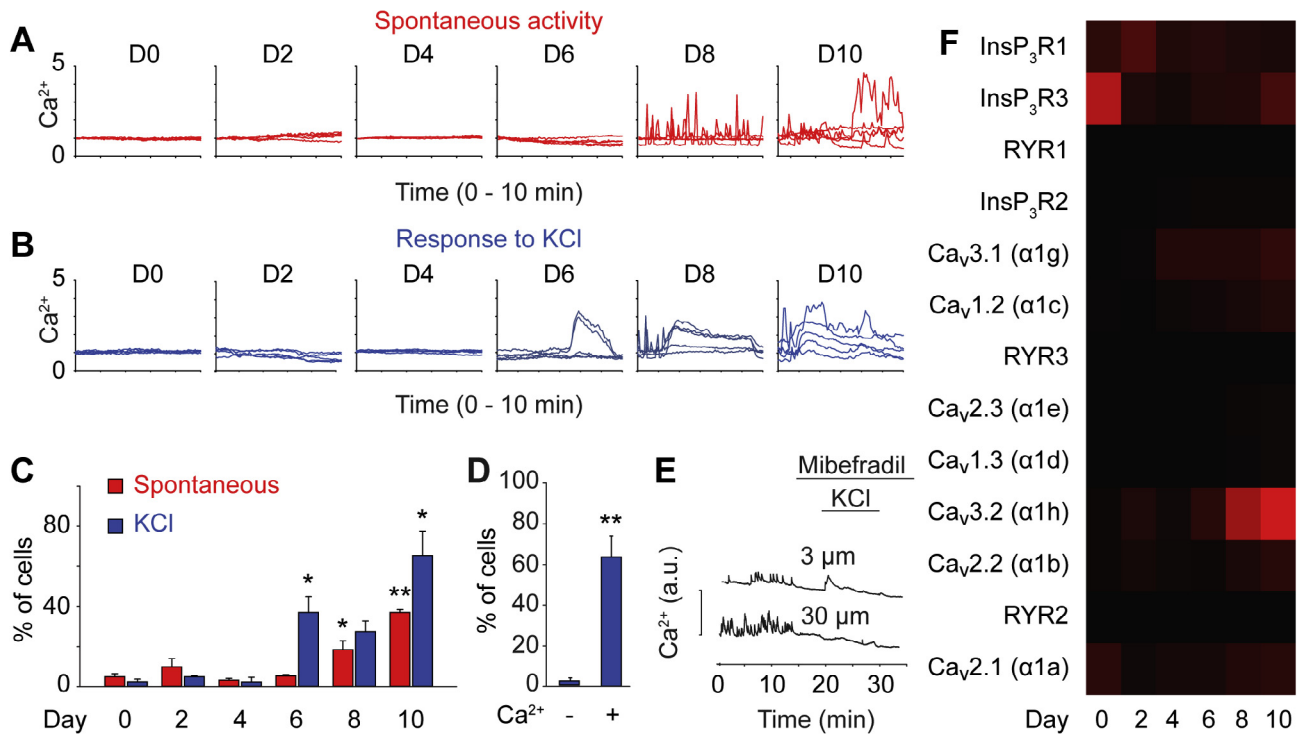 A
Spontaneous activity
D0 D2 D4 D6 D8 D10
5
Ca²⁺
0
Time (0 - 10 min)
B
Response to KCl
D0 D2 D4 D6 D8 D10
5
Ca²⁺
0
Time (0 - 10 min)
C
Spontaneous
KCl
% of cells
80
40
0
* * ** *
Day 0 2 4 6 8 10
D
% of cells
100
80
60
40
20
0
**
Ca²⁺ - +
E
Mibefradil
KCl
3 µm
30 µm
Ca²⁺ (a.u.)
0 10 20 30
Time (min)
F
InsP₃R1
InsP₃R3
RYR1
InsP₃R2
Caᵥ3.1 (α1g)
Caᵥ1.2 (α1c)
RYR3
Caᵥ2.3 (α1e)
Caᵥ1.3 (α1d)
Caᵥ3.2 (α1h)
Caᵥ2.2 (α1b)
RYR2
Caᵥ2.1 (α1a)
Day 0 2 4 6 8 10